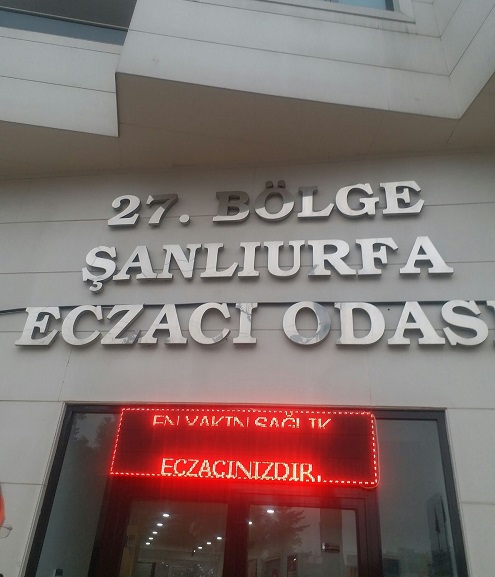 27. BÖLGE
ŞANLIURFA
ECZACI ODASI
EN YAKIN SAĞLIK
ECZACINIZDIR.